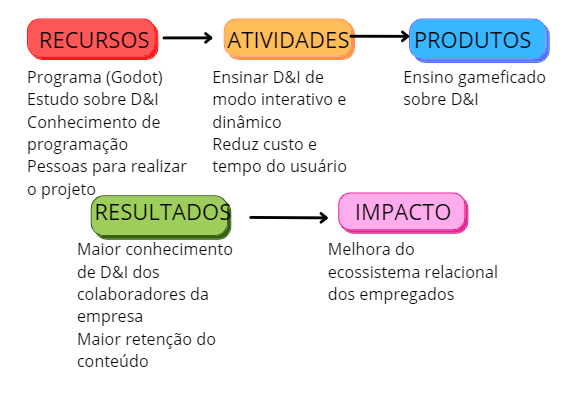 RECURSOS
ATIVIDADES
PRODUTOS
Programa (Godot)
Estudo sobre D&I
Conhecimento de
programação
Pessoas para realizar
o projeto
Ensinar D&I de
modo interativo e
dinâmico
Reduz custo e
tempo do usuário
Ensino gameficado
sobre D&I
RESULTADOS
IMPACTO
Maior conhecimento
de D&I dos
colaboradores da
empresa
Maior retenção do
conteúdo
Melhora do
ecossistema relacional
dos empregados